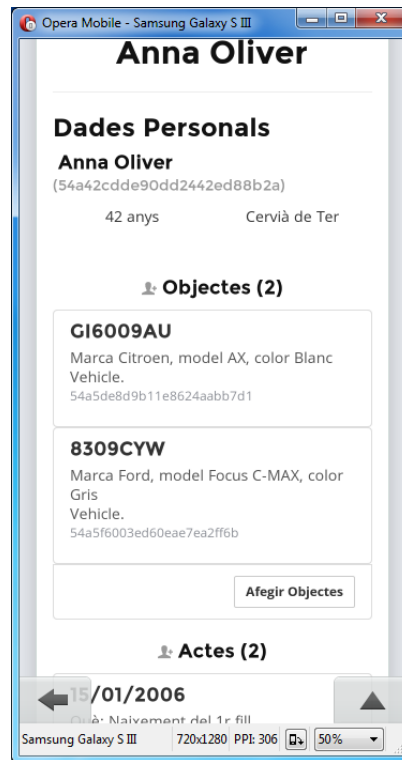 Opera Mobile - Samsung Galaxy S III
Anna Oliver
Dades Personals
Anna Oliver
(54a42cdde90dd2442ed88b2a)
42 anys
Cervià de Ter
Objectes (2)
GI6009AU
Marca Citroen, model AX, color Blanc
Vehicle.
54a5de8d9b11e8624aabb7d1
8309CYW
Marca Ford, model Focus C-MAX, color
Gris
Vehicle.
54a5f6003ed60eae7ea2ff6b
Afegir Objectes
Actes (2)
15/01/2006
Què: Naixement del 1r fill
Samsung Galaxy S III 720x1280 PPI: 306 50%